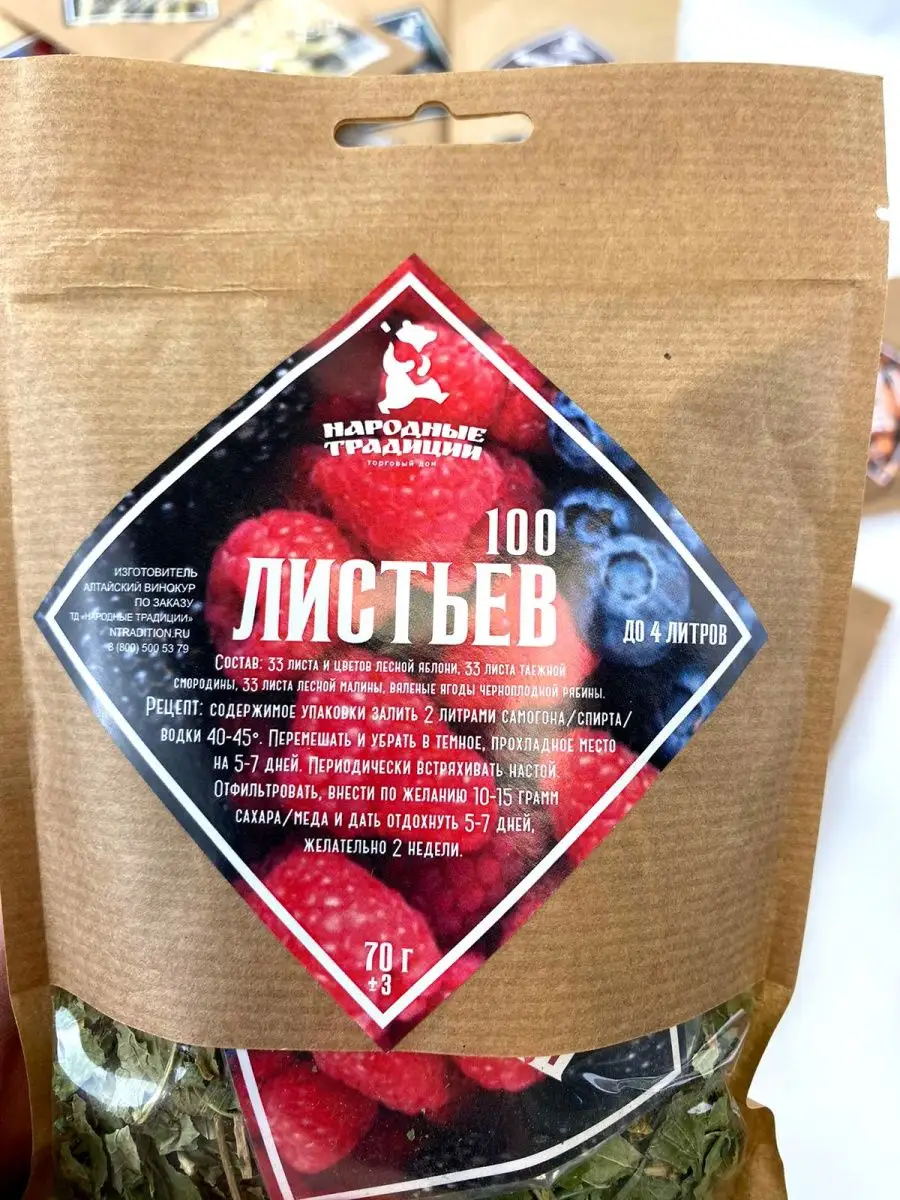 НАРОДНЫЕ
ТРАДИЦИИ
ТОРГОВЫЙ ДОМ
100
ЛИСТЬЕВ
ДО 4 ЛИТРОВ
ИЗГОТОВИТЕЛЬ
АЛТАЙСКИЙ ВИНОКУР
ПО ЗАКАЗУ
ТД «НАРОДНЫЕ ТРАДИЦИИ»
NTRADITION.RU
8 (800) 500 53 79
СОСТАВ: 33 ЛИСТА И ЦВЕТОВ ЛЕСНОЙ ЯБЛОНИ, 33 ЛИСТА ТАЕЖНОЙ
СМОРОДИНЫ, 33 ЛИСТА ЛЕСНОЙ МАЛИНЫ, ВЯЛЕНЫЕ ЯГОДЫ ЧЕРНОПЛОДНОЙ РЯБИНЫ.
РЕЦЕПТ: СОДЕРЖИМОЕ УПАКОВКИ ЗАЛИТЬ 2 ЛИТРАМИ САМОГОНА/СПИРТА/
ВОДКИ 40-45°. ПЕРЕМЕШАТЬ И УБРАТЬ В ТЕМНОЕ, ПРОХЛАДНОЕ МЕСТО
НА 5-7 ДНЕЙ. ПЕРИОДИЧЕСКИ ВСТРЯХИВАТЬ НАСТОЙ.
ОТФИЛЬТРОВАТЬ, ВНЕСТИ ПО ЖЕЛАНИЮ 10-15 ГРАММ
САХАРА/МЕДА И ДАТЬ ОТДОХНУТЬ 5-7 ДНЕЙ,
ЖЕЛАТЕЛЬНО 2 НЕДЕЛИ.
70 Г
±3